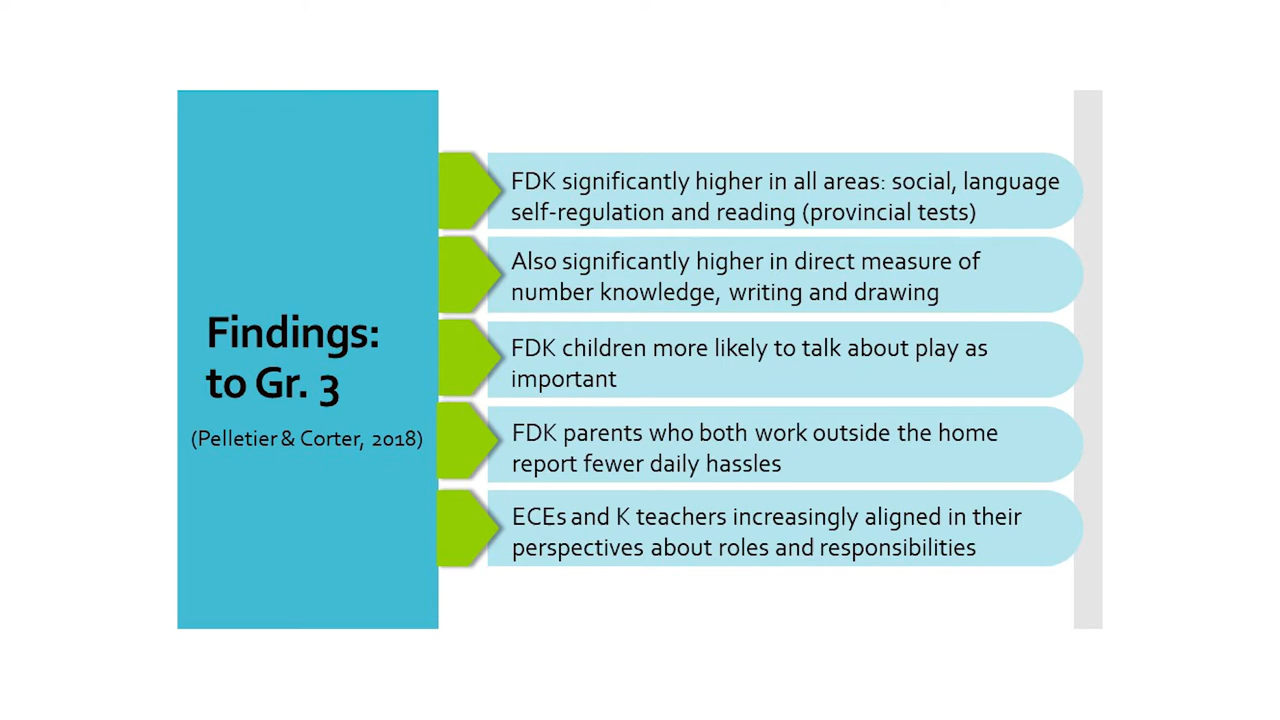 Findings:
to Gr. 3
(Pelletier & Corter, 2018)
FDK significantly higher in all areas: social, language
self-regulation and reading (provincial tests)
Also significantly higher in direct measure of
number knowledge, writing and drawing
FDK children more likely to talk about play as
important
FDK parents who both work outside the home
report fewer daily hassles
ECEs and K teachers increasingly aligned in their
perspectives about roles and responsibilities